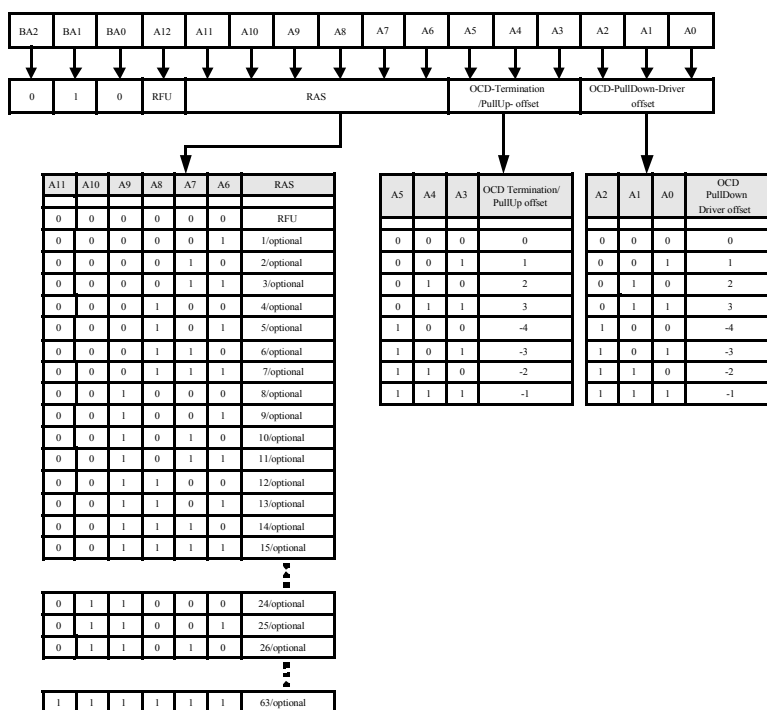 BA2 BA1 BA0 A12 A11 A10 A9 A8 A7 A6 A5 A4 A3 A2 A1 A0
0 1 0 RFU RAS OCD-Termination /PullUp- offset OCD-PullDown-Driver offset
A11 A10 A9 A8 A7 A6 RAS
0 0 0 0 0 0 RFU
0 0 0 0 0 1 1/optional
0 0 0 0 1 0 2/optional
0 0 0 0 1 1 3/optional
0 0 0 1 0 0 4/optional
0 0 0 1 0 1 5/optional
0 0 0 1 1 0 6/optional
0 0 0 1 1 1 7/optional
0 0 1 0 0 0 8/optional
0 0 1 0 0 1 9/optional
0 0 1 0 1 0 10/optional
0 0 1 0 1 1 11/optional
0 0 1 1 0 0 12/optional
0 0 1 1 0 1 13/optional
0 0 1 1 1 0 14/optional
0 0 1 1 1 1 15/optional
0 1 1 0 0 0 24/optional
0 1 1 0 0 1 25/optional
0 1 1 0 1 0 26/optional
1 1 1 1 1 1 63/optional
A5 A4 A3 OCD Termination/ PullUp offset
0 0 0 0
0 0 1 1
0 1 0 2
0 1 1 3
1 0 0 -4
1 0 1 -3
1 1 0 -2
1 1 1 -1
A2 A1 A0 OCD PullDown Driver offset
0 0 0 0
0 0 1 1
0 1 0 2
0 1 1 3
1 0 0 -4
1 0 1 -3
1 1 0 -2
1 1 1 -1